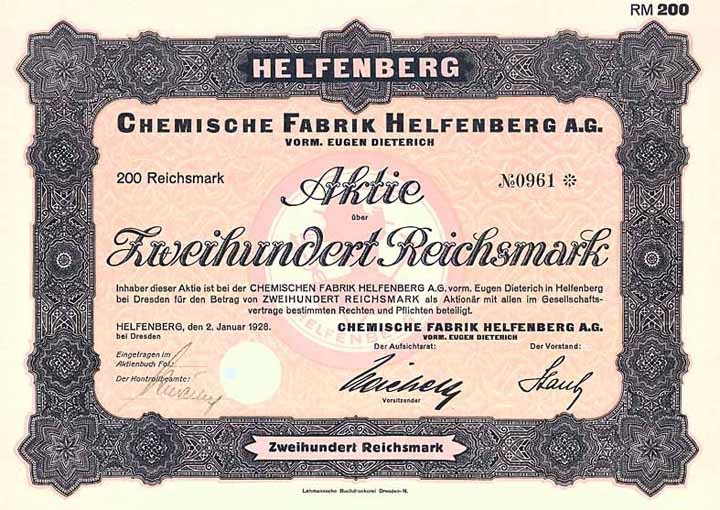 RM 200
HELFENBERG
CHEMISCHE FABRIK HELFENBERG A.G.
VORM. EUGEN DIETERICH
200 Reichsmark
Aktie
№0961 *
über
Zweihundert Reichsmark
Inhaber dieser Aktie ist bei der CHEMISCHEN FABRIK HELFENBERG A.G. vorm. Eugen Dieterich in Helfenberg
bei Dresden für den Betrag von ZWEIHUNDERT REICHSMARK als Aktionär mit allen im Gesellschafts-
vertrage bestimmten Rechten und Pflichten beteiligt.
HELFENBERG, den 2. Januar 1928.
bei Dresden
CHEMISCHE FABRIK HELFENBERG A.G.
VORM. EUGEN DIETERICH
Eingetragen im
Aktienbuch Fol:
Der Kontrollbeamte:
Der Aufsichtsrat:
Der Vorstand:
Vorsitzender
HELFENBERG
Zweihundert Reichsmark
Lehmannsche Buchdruckerei Dresden-N.